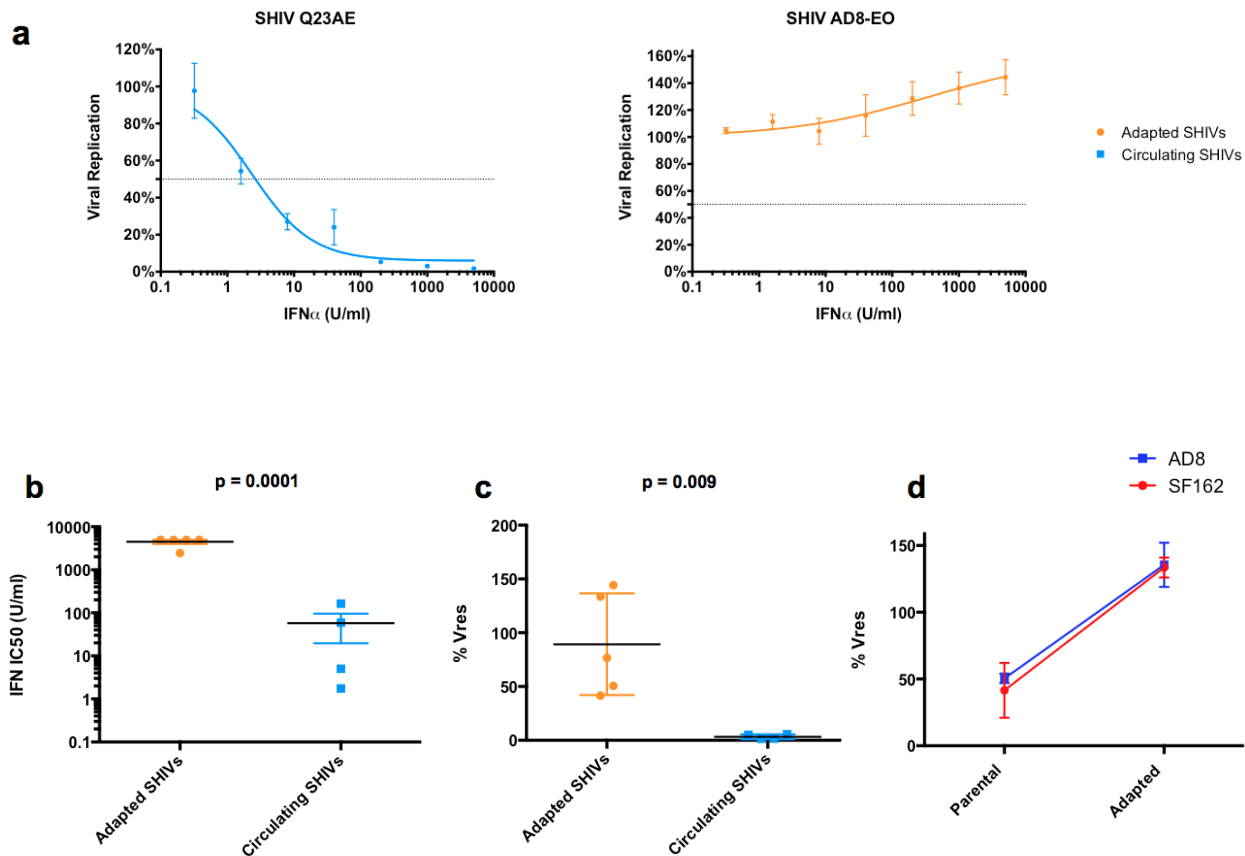 a
SHIV Q23AE
120%
100%
80%
60%
40%
20%
0%
Viral Replication
0.1
1
10
100
1000
10000
IFNα (U/ml)
SHIV AD8-EO
160%
140%
120%
100%
80%
60%
40%
20%
0%
Viral Replication
0.1
1
10
100
1000
10000
IFNα (U/ml)
Adapted SHIVs
Circulating SHIVs
b
p = 0.0001
10000
1000
100
10
1
0.1
IFN IC50 (U/ml)
Adapted SHIVs
Circulating SHIVs
c
p = 0.009
200
150
100
50
0
% Vres
Adapted SHIVs
Circulating SHIVs
d
AD8
SF162
150
100
50
0
% Vres
Parental
Adapted